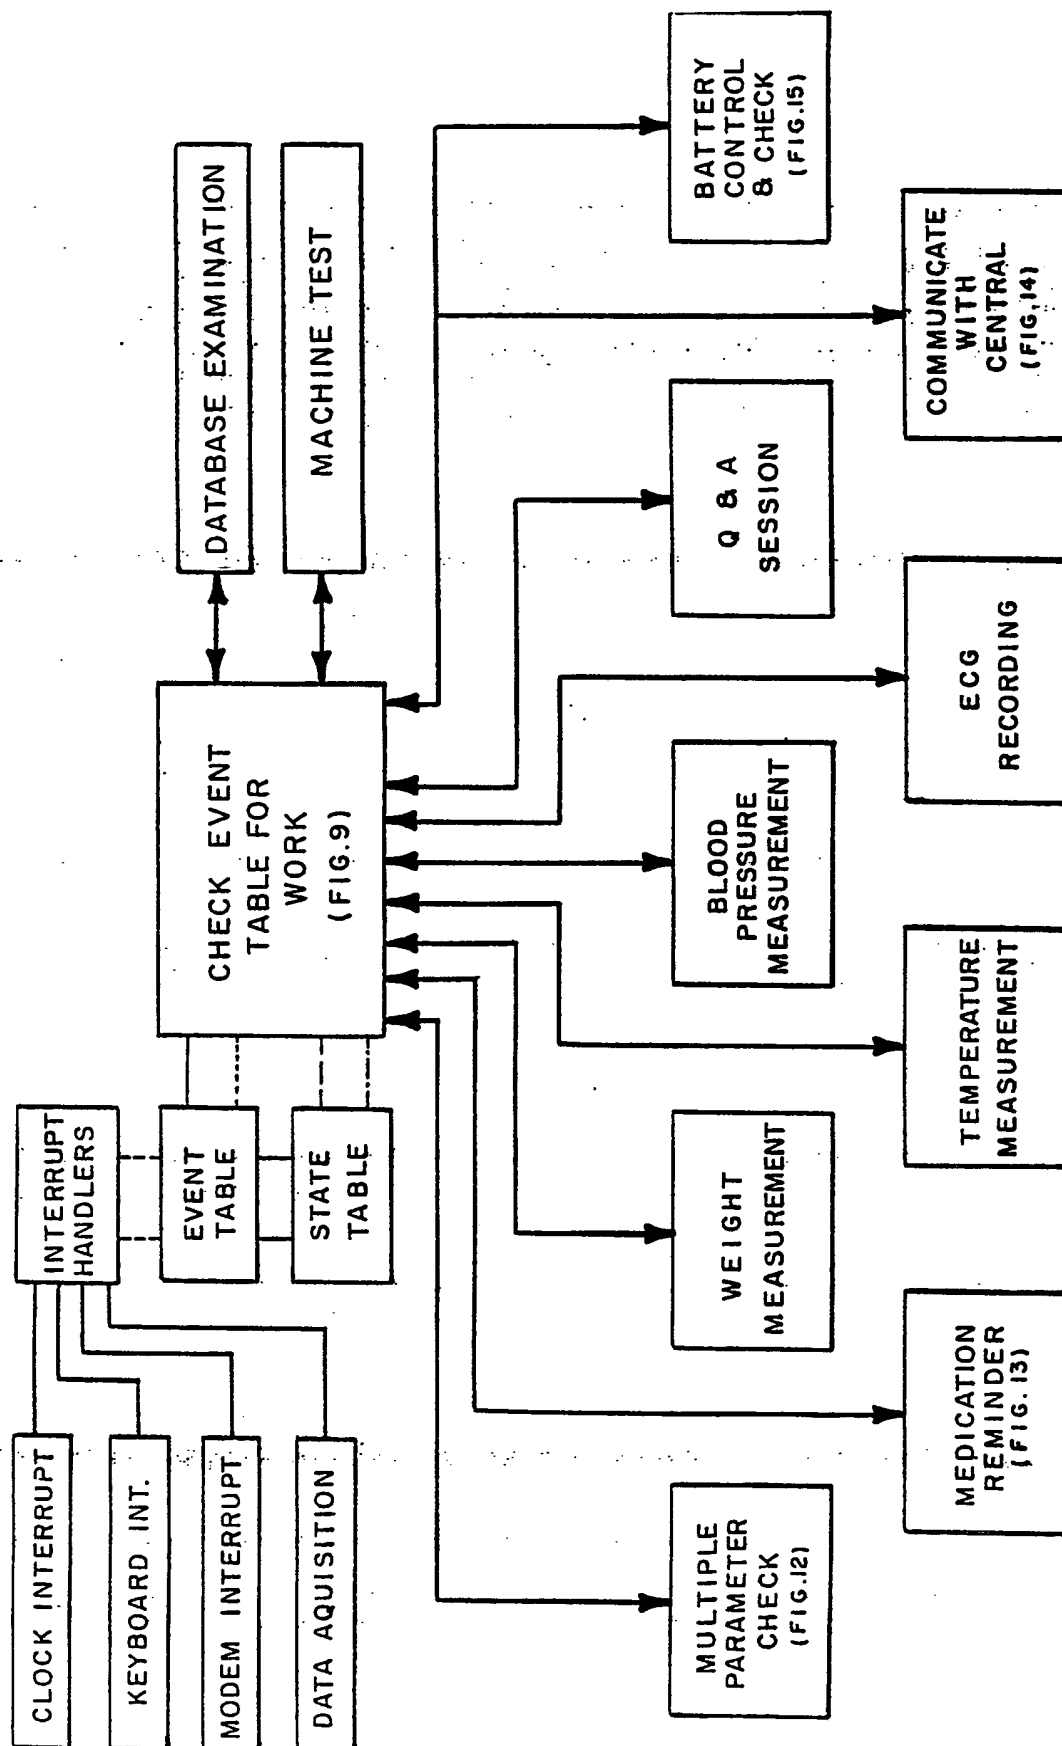 CLOCK INTERRUPT
KEYBOARD INT.
MODEM INTERRUPT
DATA AQUISITION
INTERRUPT
HANDLERS
EVENT
TABLE
STATE
TABLE
CHECK EVENT
TABLE FOR
WORK
(FIG.9)
DATABASE EXAMINATION
MACHINE TEST
MULTIPLE
PARAMETER
CHECK
(FIG.12)
MEDICATION
REMINDER
(FIG.13)
WEIGHT
MEASUREMENT
TEMPERATURE
MEASUREMENT
BLOOD
PRESSURE
MEASUREMENT
ECG
RECORDING
Q & A
SESSION
COMMUNICATE
WITH
CENTRAL
(FIG,14)
BATTERY
CONTROL
& CHECK
(FIG.15)